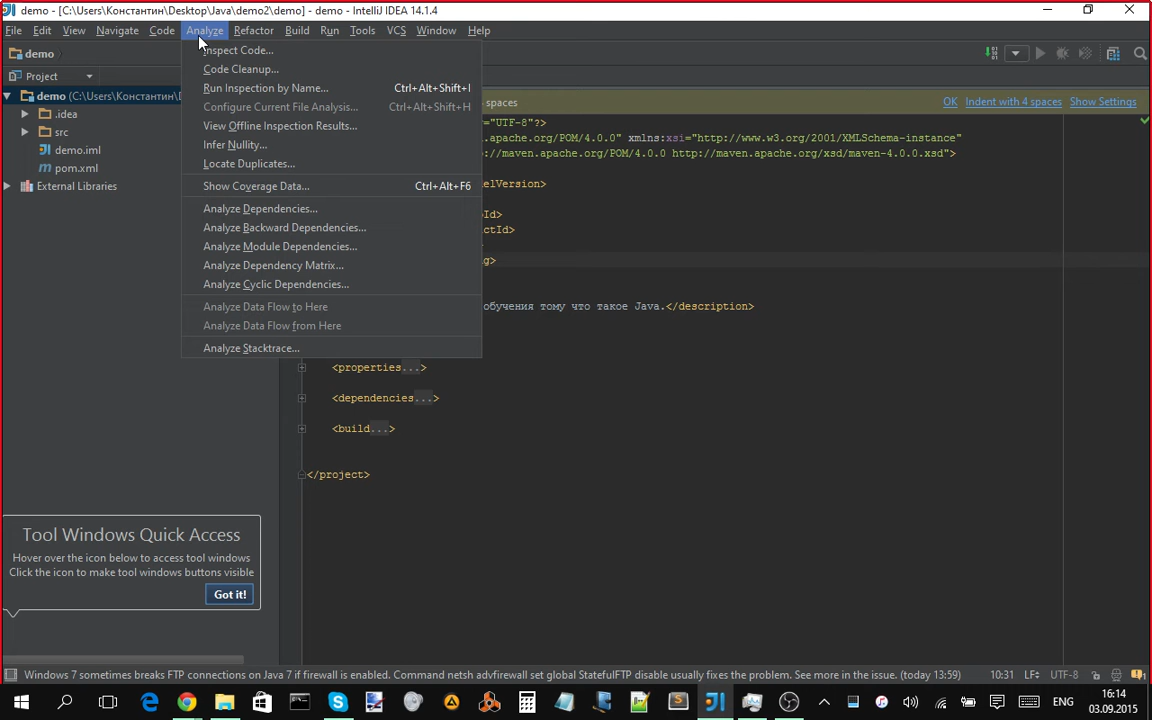 demo - [C:\Users\Константин\Desktop\Java\demo2\demo] - demo - IntelliJ IDEA 14.1.4
File Edit View Navigate Code Analyze Refactor Build Run Tools VCS Window Help
demo
Project
demo (C:\Users\Константин\
.idea
src
demo.iml
pom.xml
External Libraries
Inspect Code...
Code Cleanup...
Run Inspection by Name... Ctrl+Alt+Shift+I
Configure Current File Analysis... Ctrl+Alt+Shift+H
View Offline Inspection Results...
Infer Nullity...
Locate Duplicates...
Show Coverage Data... Ctrl+Alt+F6
Analyze Dependencies...
Analyze Backward Dependencies...
Analyze Module Dependencies...
Analyze Dependency Matrix...
Analyze Cyclic Dependencies...
Analyze Data Flow to Here
Analyze Data Flow from Here
Analyze Stacktrace...
spaces OK Indent with 4 spaces Show Settings
="UTF-8"?>
.apache.org/POM/4.0.0" xmlns:xsi="http://www.w3.org/2001/XMLSchema-instance"
://maven.apache.org/POM/4.0.0 http://maven.apache.org/xsd/maven-4.0.0.xsd">
elVersion>
Id>
ctId>
g>
обучения тому что такое Java.</description>
<properties...>
<dependencies...>
<build...>
</project>
Tool Windows Quick Access
Hover over the icon below to access tool windows
Click the icon to make tool windows buttons visible
Got it!
Windows 7 sometimes breaks FTP connections on Java 7 if firewall is enabled. Command netsh advfirewall set global StatefulFTP disable usually fixes the problem. See more in the issue. (today 13:59) 10:31 LF UTF-8
ENG
16:14
03.09.2015